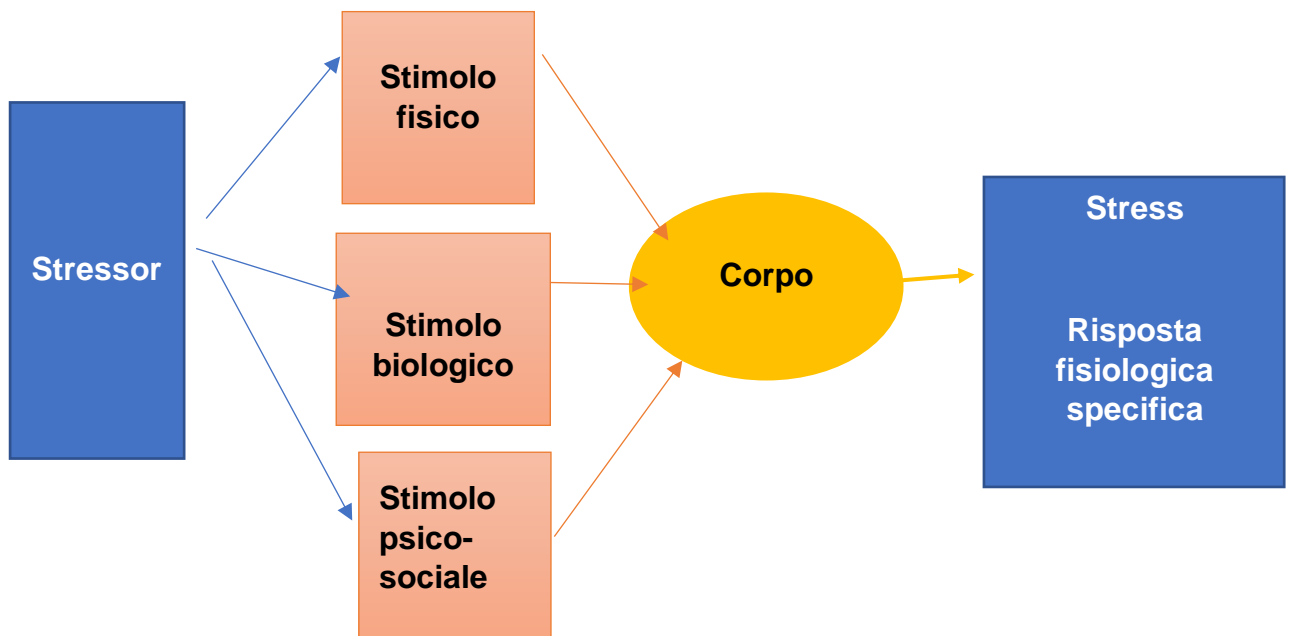 Stressor
Stimolo
fisico
Stimolo
biologico
Stimolo
psico-
sociale
Corpo
Stress
Risposta
fisiologica
specifica